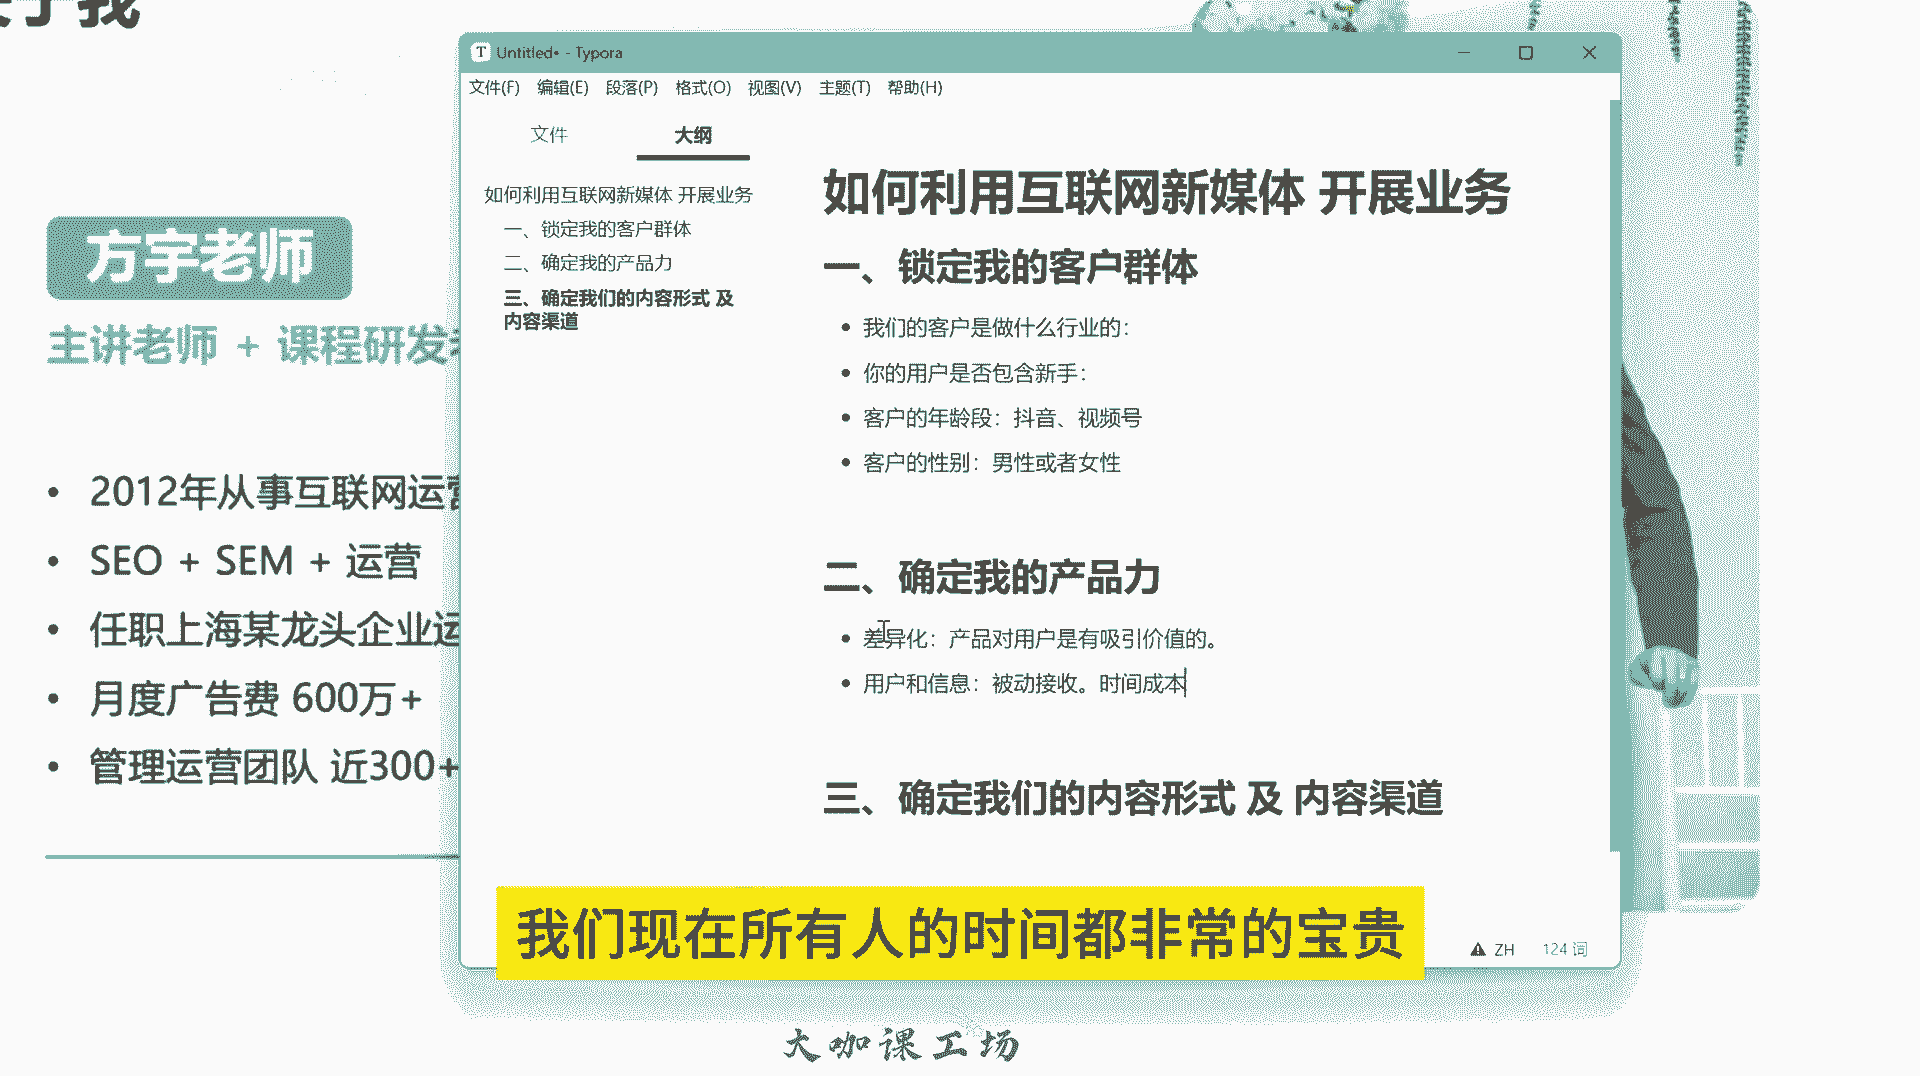 于我
方宇老师
主讲老师 + 课程研发
2012年从事互联网运营
SEO + SEM + 运营
任职上海某龙头企业运
月度广告费 600万+
管理运营团队 近300+
Untitled• - Typora
文件(F) 编辑(E) 段落(P) 格式(O) 视图(V) 主题(T) 帮助(H)
文件 大纲
如何利用互联网新媒体 开展业务
一、锁定我的客户群体
二、确定我的产品力
三、确定我们的内容形式 及
内容渠道
如何利用互联网新媒体 开展业务
一、锁定我的客户群体
我们的客户是做什么行业的：
你的用户是否包含新手：
客户的年龄段：抖音、视频号
客户的性别：男性或者女性
二、确定我的产品力
差异化：产品对用户是有吸引价值的。
用户和信息：被动接收。时间成本
三、确定我们的内容形式 及 内容渠道
我们现在所有人的时间都非常的宝贵
ZH 124 词
大咖课工场